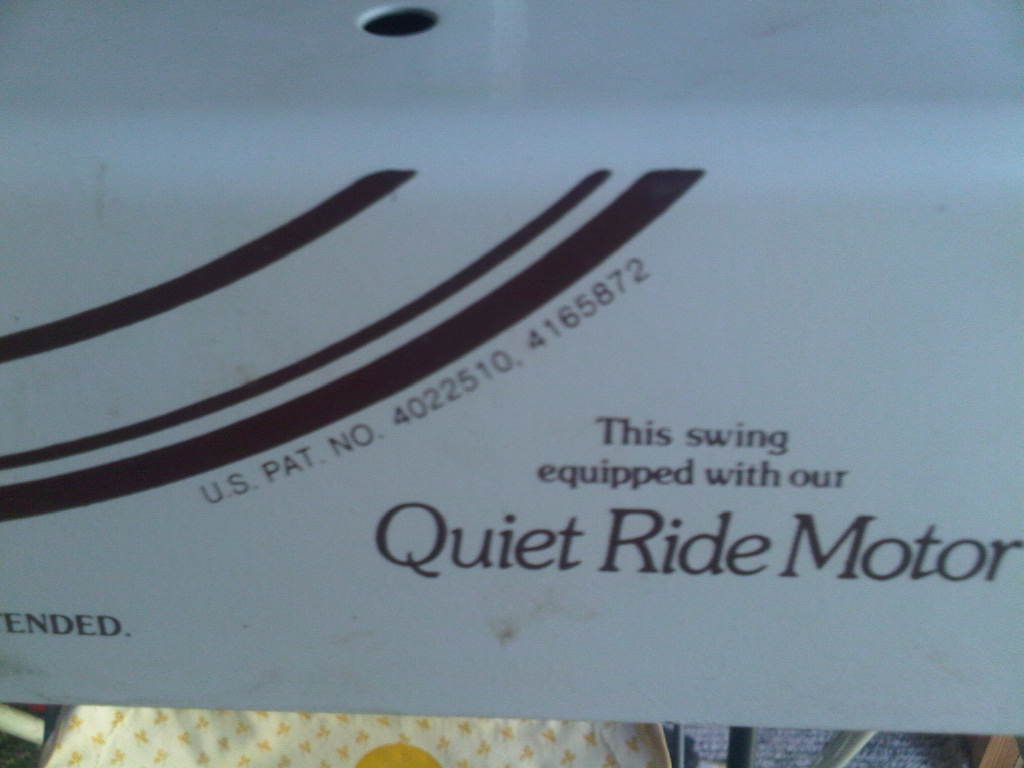 U.S. PAT. NO. 4022510, 4165872
This swing
equipped with our
Quiet Ride Motor
TENDED.